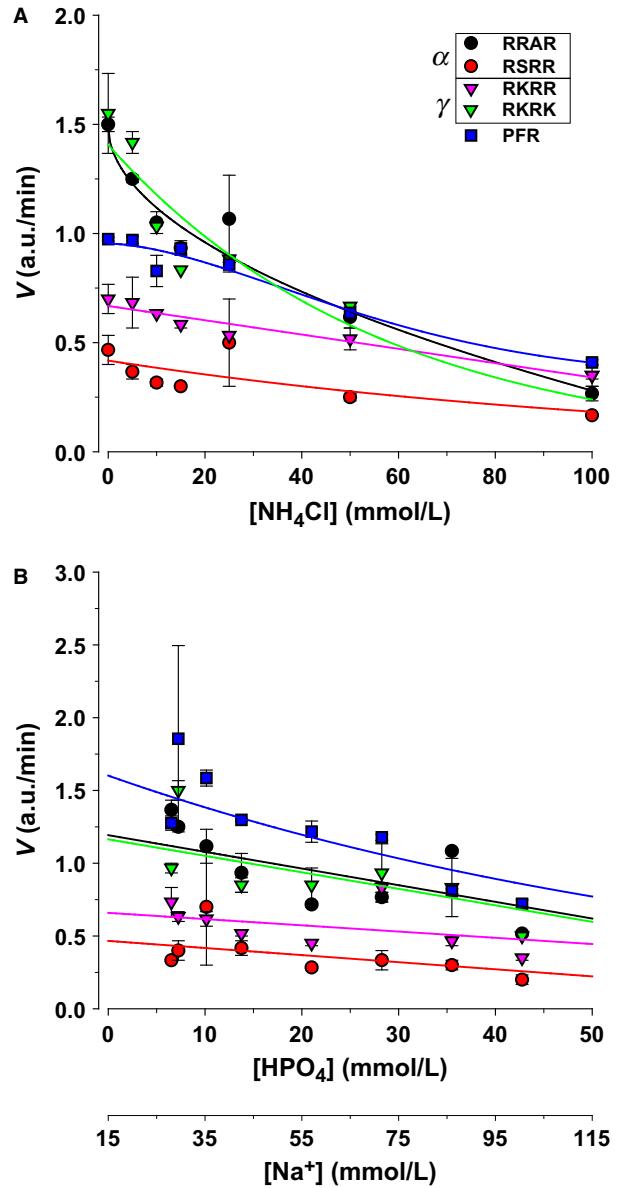 A
2.0
1.5
1.0
0.5
0.0
V (a.u./min)
α
γ
RRAR
RSRR
RKRR
RKRK
PFR
0 20 40 60 80 100
[NH₄Cl] (mmol/L)
B
3.0
2.5
2.0
1.5
1.0
0.5
0.0
V (a.u./min)
0 10 20 30 40 50
[HPO₄] (mmol/L)
15 35 55 75 95 115
[Na⁺] (mmol/L)